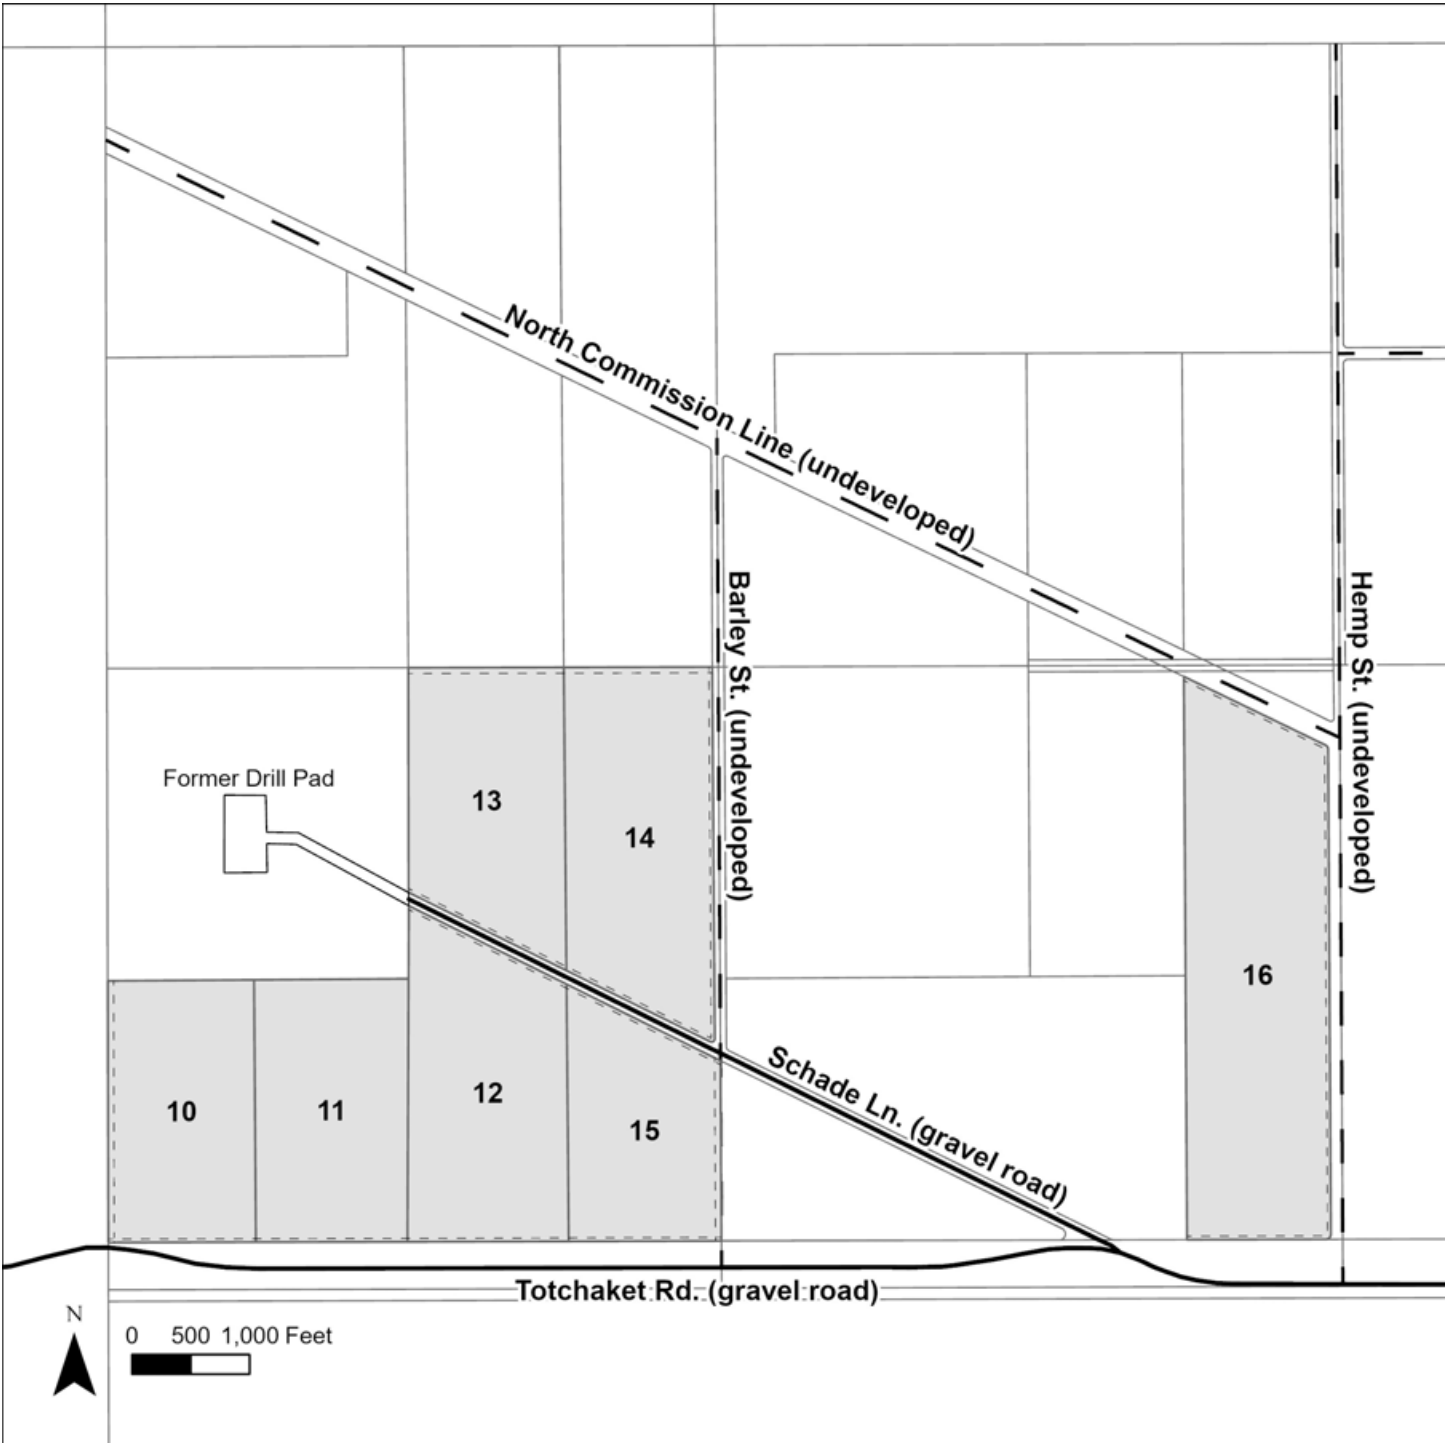 North Commission Line (undeveloped)
Barley St. (undeveloped)
Hemp St. (undeveloped)
Former Drill Pad
13
14
16
10
11
12
15
Schade Ln. (gravel road)
Totchaket Rd. (gravel road)
N
0 500 1,000 Feet